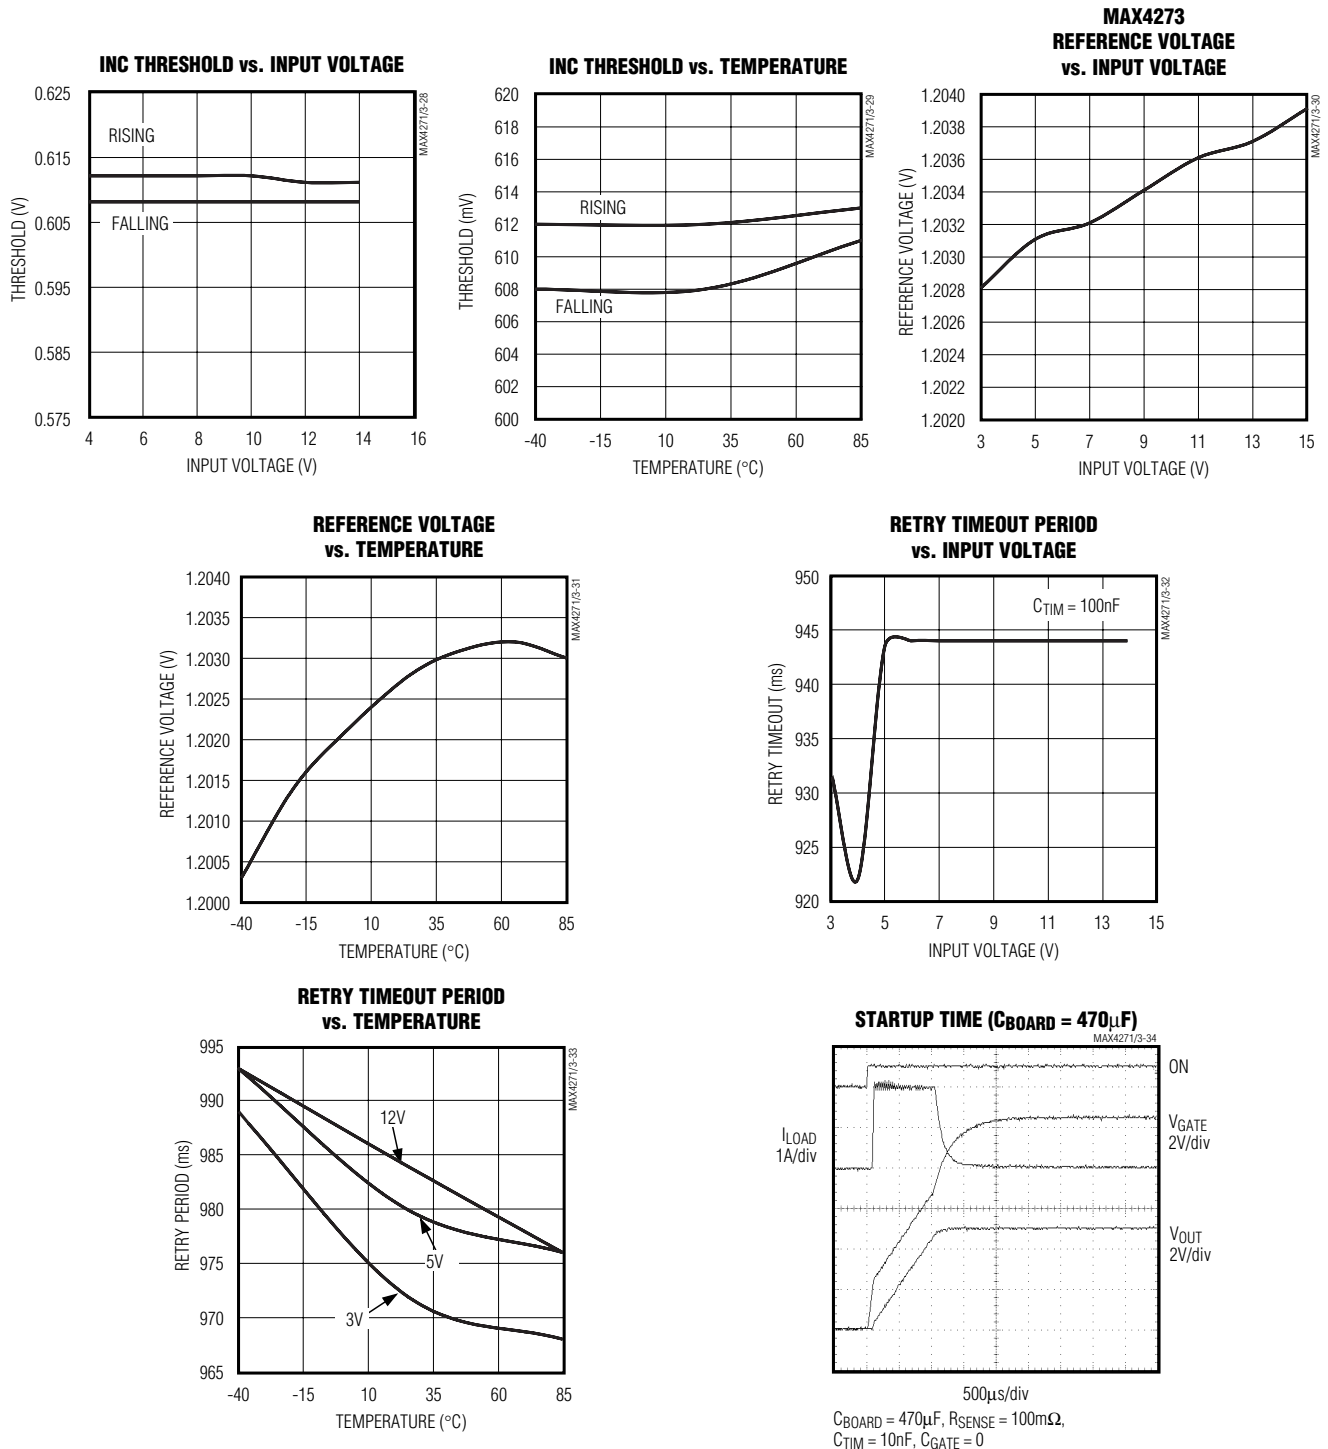 INC THRESHOLD vs. INPUT VOLTAGE
MAX4271/3-28
THRESHOLD (V)
0.625
0.615
0.605
0.595
0.585
0.575
RISING
FALLING
4 6 8 10 12 14 16
INPUT VOLTAGE (V)
INC THRESHOLD vs. TEMPERATURE
MAX4271/3-29
THRESHOLD (mV)
620
618
616
614
612
610
608
606
604
602
600
RISING
FALLING
-40 -15 10 35 60 85
TEMPERATURE (°C)
MAX4273
REFERENCE VOLTAGE
vs. INPUT VOLTAGE
MAX4271/3-30
REFERENCE VOLTAGE (V)
1.2040
1.2038
1.2036
1.2034
1.2032
1.2030
1.2028
1.2026
1.2024
1.2022
1.2020
3 5 7 9 11 13 15
INPUT VOLTAGE (V)
REFERENCE VOLTAGE
vs. TEMPERATURE
MAX4271/3-31
REFERENCE VOLTAGE (V)
1.2040
1.2035
1.2030
1.2025
1.2020
1.2015
1.2010
1.2005
1.2000
-40 -15 10 35 60 85
TEMPERATURE (°C)
RETRY TIMEOUT PERIOD
vs. INPUT VOLTAGE
MAX4271/3-32
RETRY TIMEOUT (ms)
950
945
940
935
930
925
920
CTIM = 100nF
3 5 7 9 11 13 15
INPUT VOLTAGE (V)
RETRY TIMEOUT PERIOD
vs. TEMPERATURE
MAX4271/3-33
RETRY PERIOD (ms)
995
990
985
980
975
970
965
12V
5V
3V
-40 -15 10 35 60 85
TEMPERATURE (°C)
STARTUP TIME (CBOARD = 470μF)
MAX4271/3-34
ON
ILOAD
1A/div
VGATE
2V/div
VOUT
2V/div
500μs/div
CBOARD = 470μF, RSENSE = 100mΩ,
CTIM = 10nF, CGATE = 0